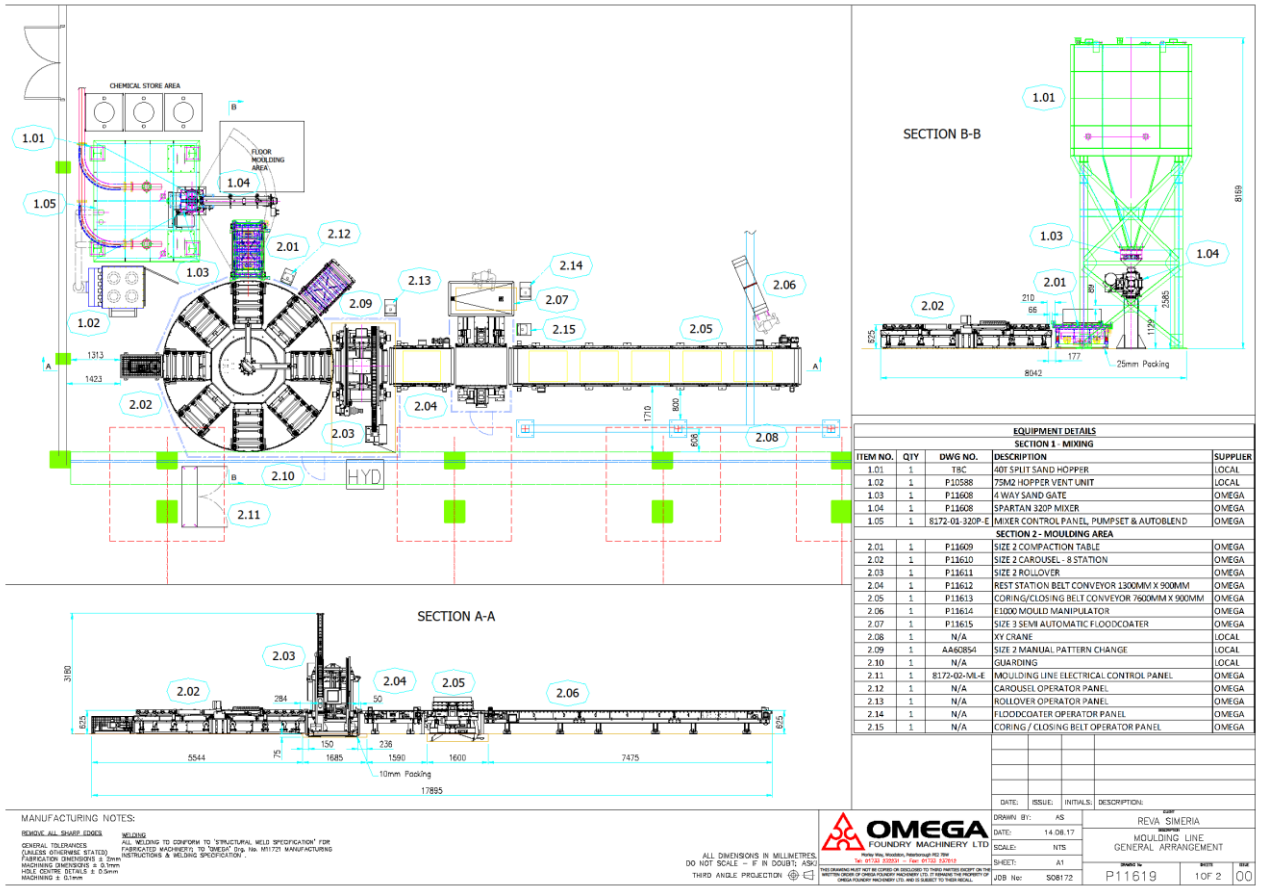 CHEMICAL STORE AREA
B
FLOOR
MOULDING
AREA
1.01
1.04
1.05
2.01
2.12
1.03
1.02
2.09
2.13
2.14
2.07
2.15
2.05
2.06
A
1313
1423
A
2.02
2.03
2.04
1710
800
608
2.08
2.10
HYD
B
2.11
SECTION B-B
1.01
8169
1.03
1.04
2.01
2.02
210
66
89
2585
1129
625
177
25mm Packing
8042
SECTION A-A
3180
2.03
2.02
2.04
2.05
2.06
284
50
625
625
75
150
236
5544
1685
1590
1600
7475
10mm Packing
17895
EQUIPMENT DETAILS
SECTION 1 - MIXING
ITEM NO. QTY DWG NO. DESCRIPTION SUPPLIER
1.01 1 TBC 40T SPLIT SAND HOPPER LOCAL
1.02 1 P10588 75M2 HOPPER VENT UNIT LOCAL
1.03 1 P11608 4 WAY SAND GATE OMEGA
1.04 1 P11608 SPARTAN 320P MIXER OMEGA
1.05 1 8172-01-320P-E MIXER CONTROL PANEL, PUMPSET & AUTOBLEND OMEGA
SECTION 2 - MOULDING AREA
2.01 1 P11609 SIZE 2 COMPACTION TABLE OMEGA
2.02 1 P11610 SIZE 2 CAROUSEL - 8 STATION OMEGA
2.03 1 P11611 SIZE 2 ROLLOVER OMEGA
2.04 1 P11612 REST STATION BELT CONVEYOR 1300MM X 900MM OMEGA
2.05 1 P11613 CORING/CLOSING BELT CONVEYOR 7600MM X 900MM OMEGA
2.06 1 P11614 E1000 MOULD MANIPULATOR OMEGA
2.07 1 P11615 SIZE 3 SEMI AUTOMATIC FLOODCOATER OMEGA
2.08 1 N/A XY CRANE LOCAL
2.09 1 AA60854 SIZE 2 MANUAL PATTERN CHANGE LOCAL
2.10 1 N/A GUARDING LOCAL
2.11 1 8172-02-ML-E MOULDING LINE ELECTRICAL CONTROL PANEL OMEGA
2.12 1 N/A CAROUSEL OPERATOR PANEL OMEGA
2.13 1 N/A ROLLOVER OPERATOR PANEL OMEGA
2.14 1 N/A FLOODCOATER OPERATOR PANEL OMEGA
2.15 1 N/A CORING / CLOSING BELT OPERATOR PANEL OMEGA
DATE: ISSUE: INITIALS: DESCRIPTION:
MANUFACTURING NOTES:
REMOVE ALL SHARP EDGES
GENERAL TOLERANCES
(UNLESS OTHERWISE STATED)
FABRICATION DIMENSIONS ± 2mm
MACHINING DIMENSIONS ± 0.1mm
HOLE CENTRE DETAILS ± 0.5mm
MACHINING ± 0.1mm
WELDING
ALL WELDING TO CONFORM TO 'STRUCTURAL WELD SPECIFICATION' FOR
FABRICATED MACHINERY; TO 'OMEGA' Drg. No. M11721 MANUFACTURING
INSTRUCTIONS & WELDING SPECIFICATION .
ALL DIMENSIONS IN MILLIMETRES.
DO NOT SCALE - IF IN DOUBT; ASK!
THIRD ANGLE PROJECTION
OMEGA
FOUNDRY MACHINERY LTD
DRAWN BY: AS
DATE: 14.08.17
SCALE: NTS
SHEET: A1
JOB No: S08172
CLIENT
REVA SIMERIA
DESCRIPTION
MOULDING LINE
GENERAL ARRANGEMENT
DRAWING No
P11619
SHEETS
1OF 2
ISSUE
00